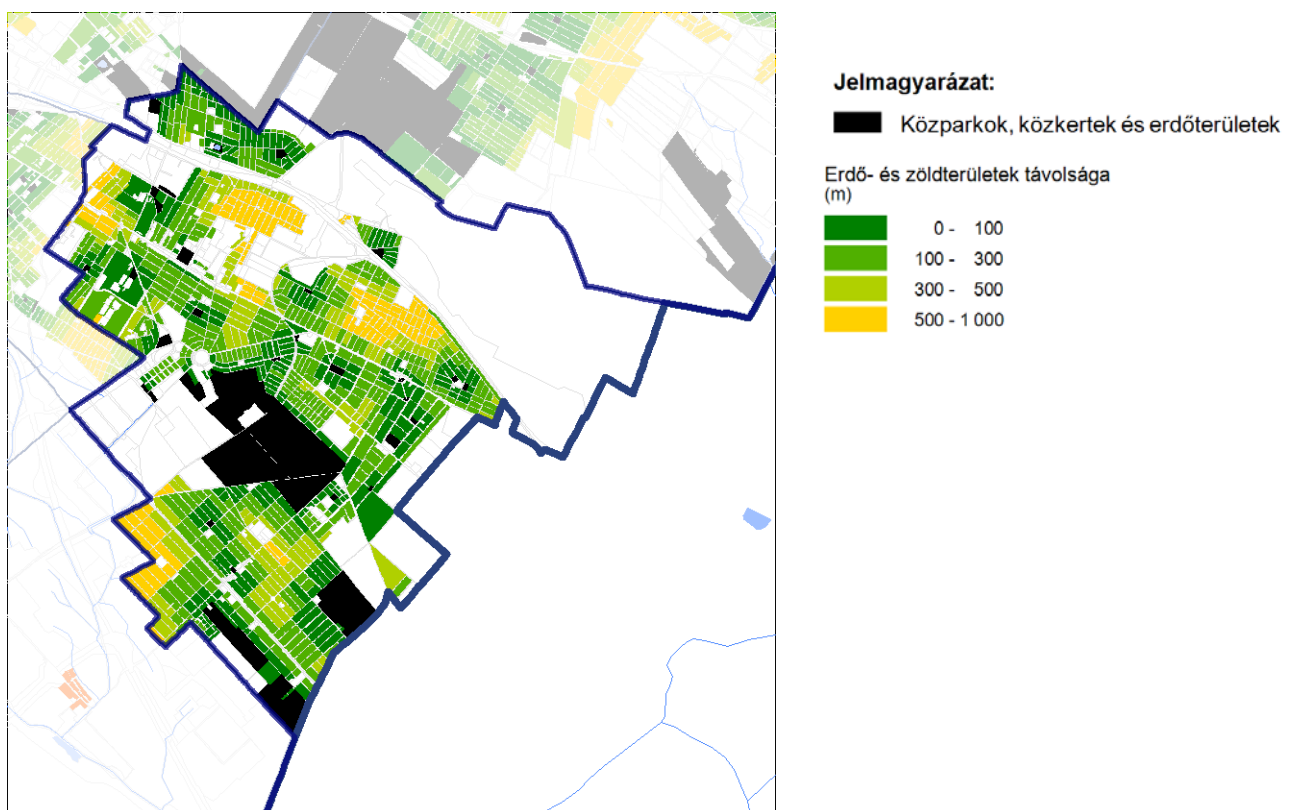 Jelmagyarázat:
Közparkok, közkertek és erdőterületek
Erdő- és zöldterületek távolsága
(m)
0 - 100
100 - 300
300 - 500
500 - 1 000